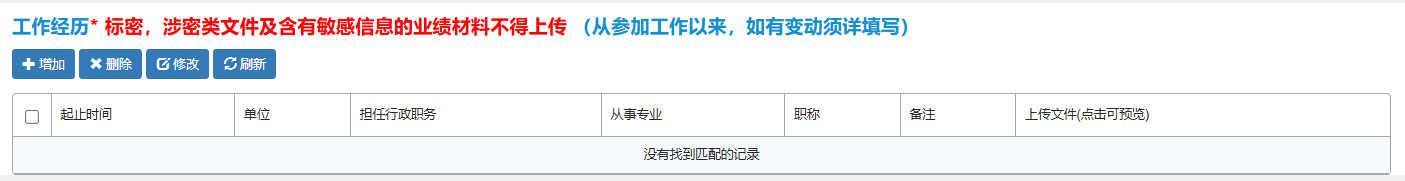 工作经历* 标密，涉密类文件及含有敏感信息的业绩材料不得上传 （从参加工作以来，如有变动须详填写）
增加 删除 修改 刷新
起止时间 单位 担任行政职务 从事专业 职称 备注 上传文件(点击可预览)
没有找到匹配的记录